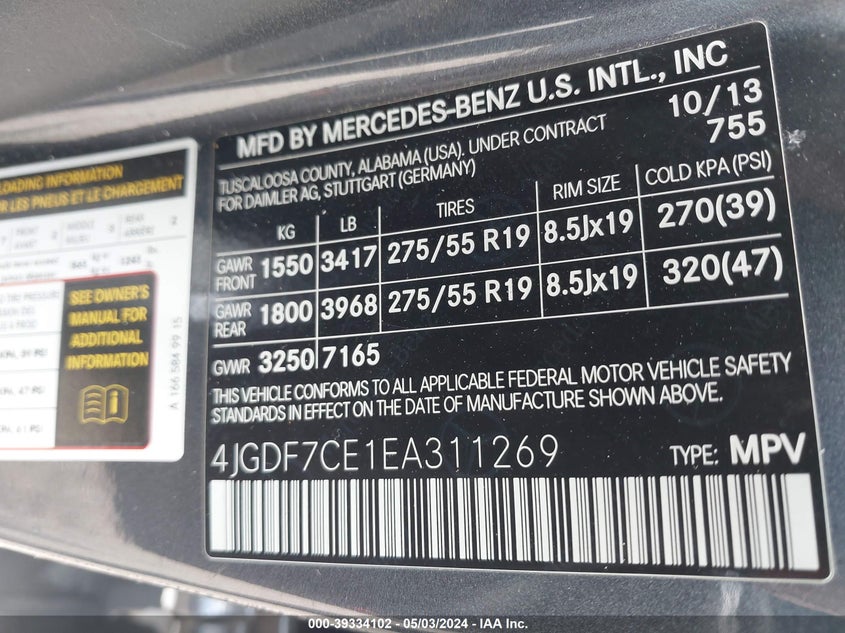 MFD BY MERCEDES-BENZ U.S. INTL., INC
10/13
TUSCALOOSA COUNTY, ALABAMA (USA). UNDER CONTRACT
755
FOR DAIMLER AG, STUTTGART (GERMANY)
KG LB TIRES RIM SIZE COLD KPA (PSI)
GAWR FRONT 1550 3417 275/55 R19 8.5Jx19 270(39)
GAWR REAR 1800 3968 275/55 R19 8.5Jx19 320(47)
GVWR 3250 7165
THIS VEHICLE CONFORMS TO ALL APPLICABLE FEDERAL MOTOR VEHICLE SAFETY
STANDARDS IN EFFECT ON THE DATE OF MANUFACTURE SHOWN ABOVE.
4JGDF7CE1EA311269 TYPE: MPV
LOADING INFORMATION
LES PNEUS ET LE CHARGEMENT
SEE OWNER'S
MANUAL FOR
ADDITIONAL
INFORMATION
A 166 584 99 15
000-39334102 - 05/03/2024 - IAA Inc.